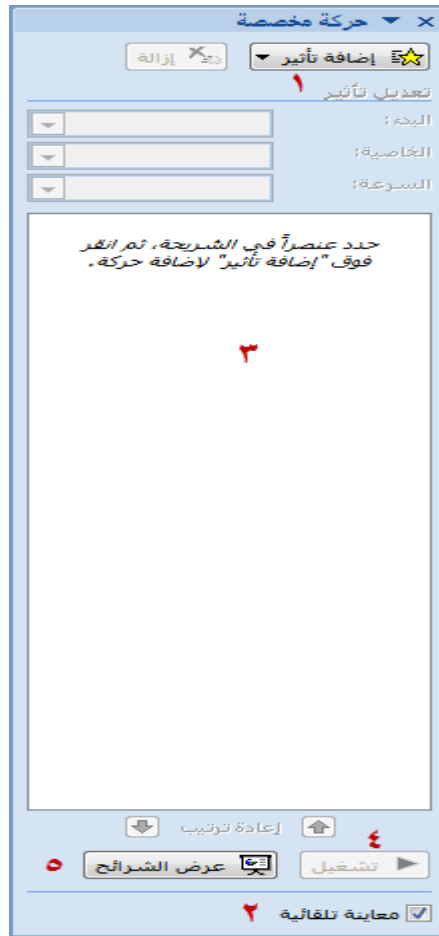 حركة مخصصة
إضافة تأثير إزالة
١
تعديل تأثير
البدء:
الخاصية:
السرعة:
حدد عنصراً في الشريحة، ثم انقر
فوق "إضافة تأثير" لإضافة حركة.
٣
إعادة ترتيب
٤
تشغيل عرض الشرائح ٥
معاينة تلقائية ٢